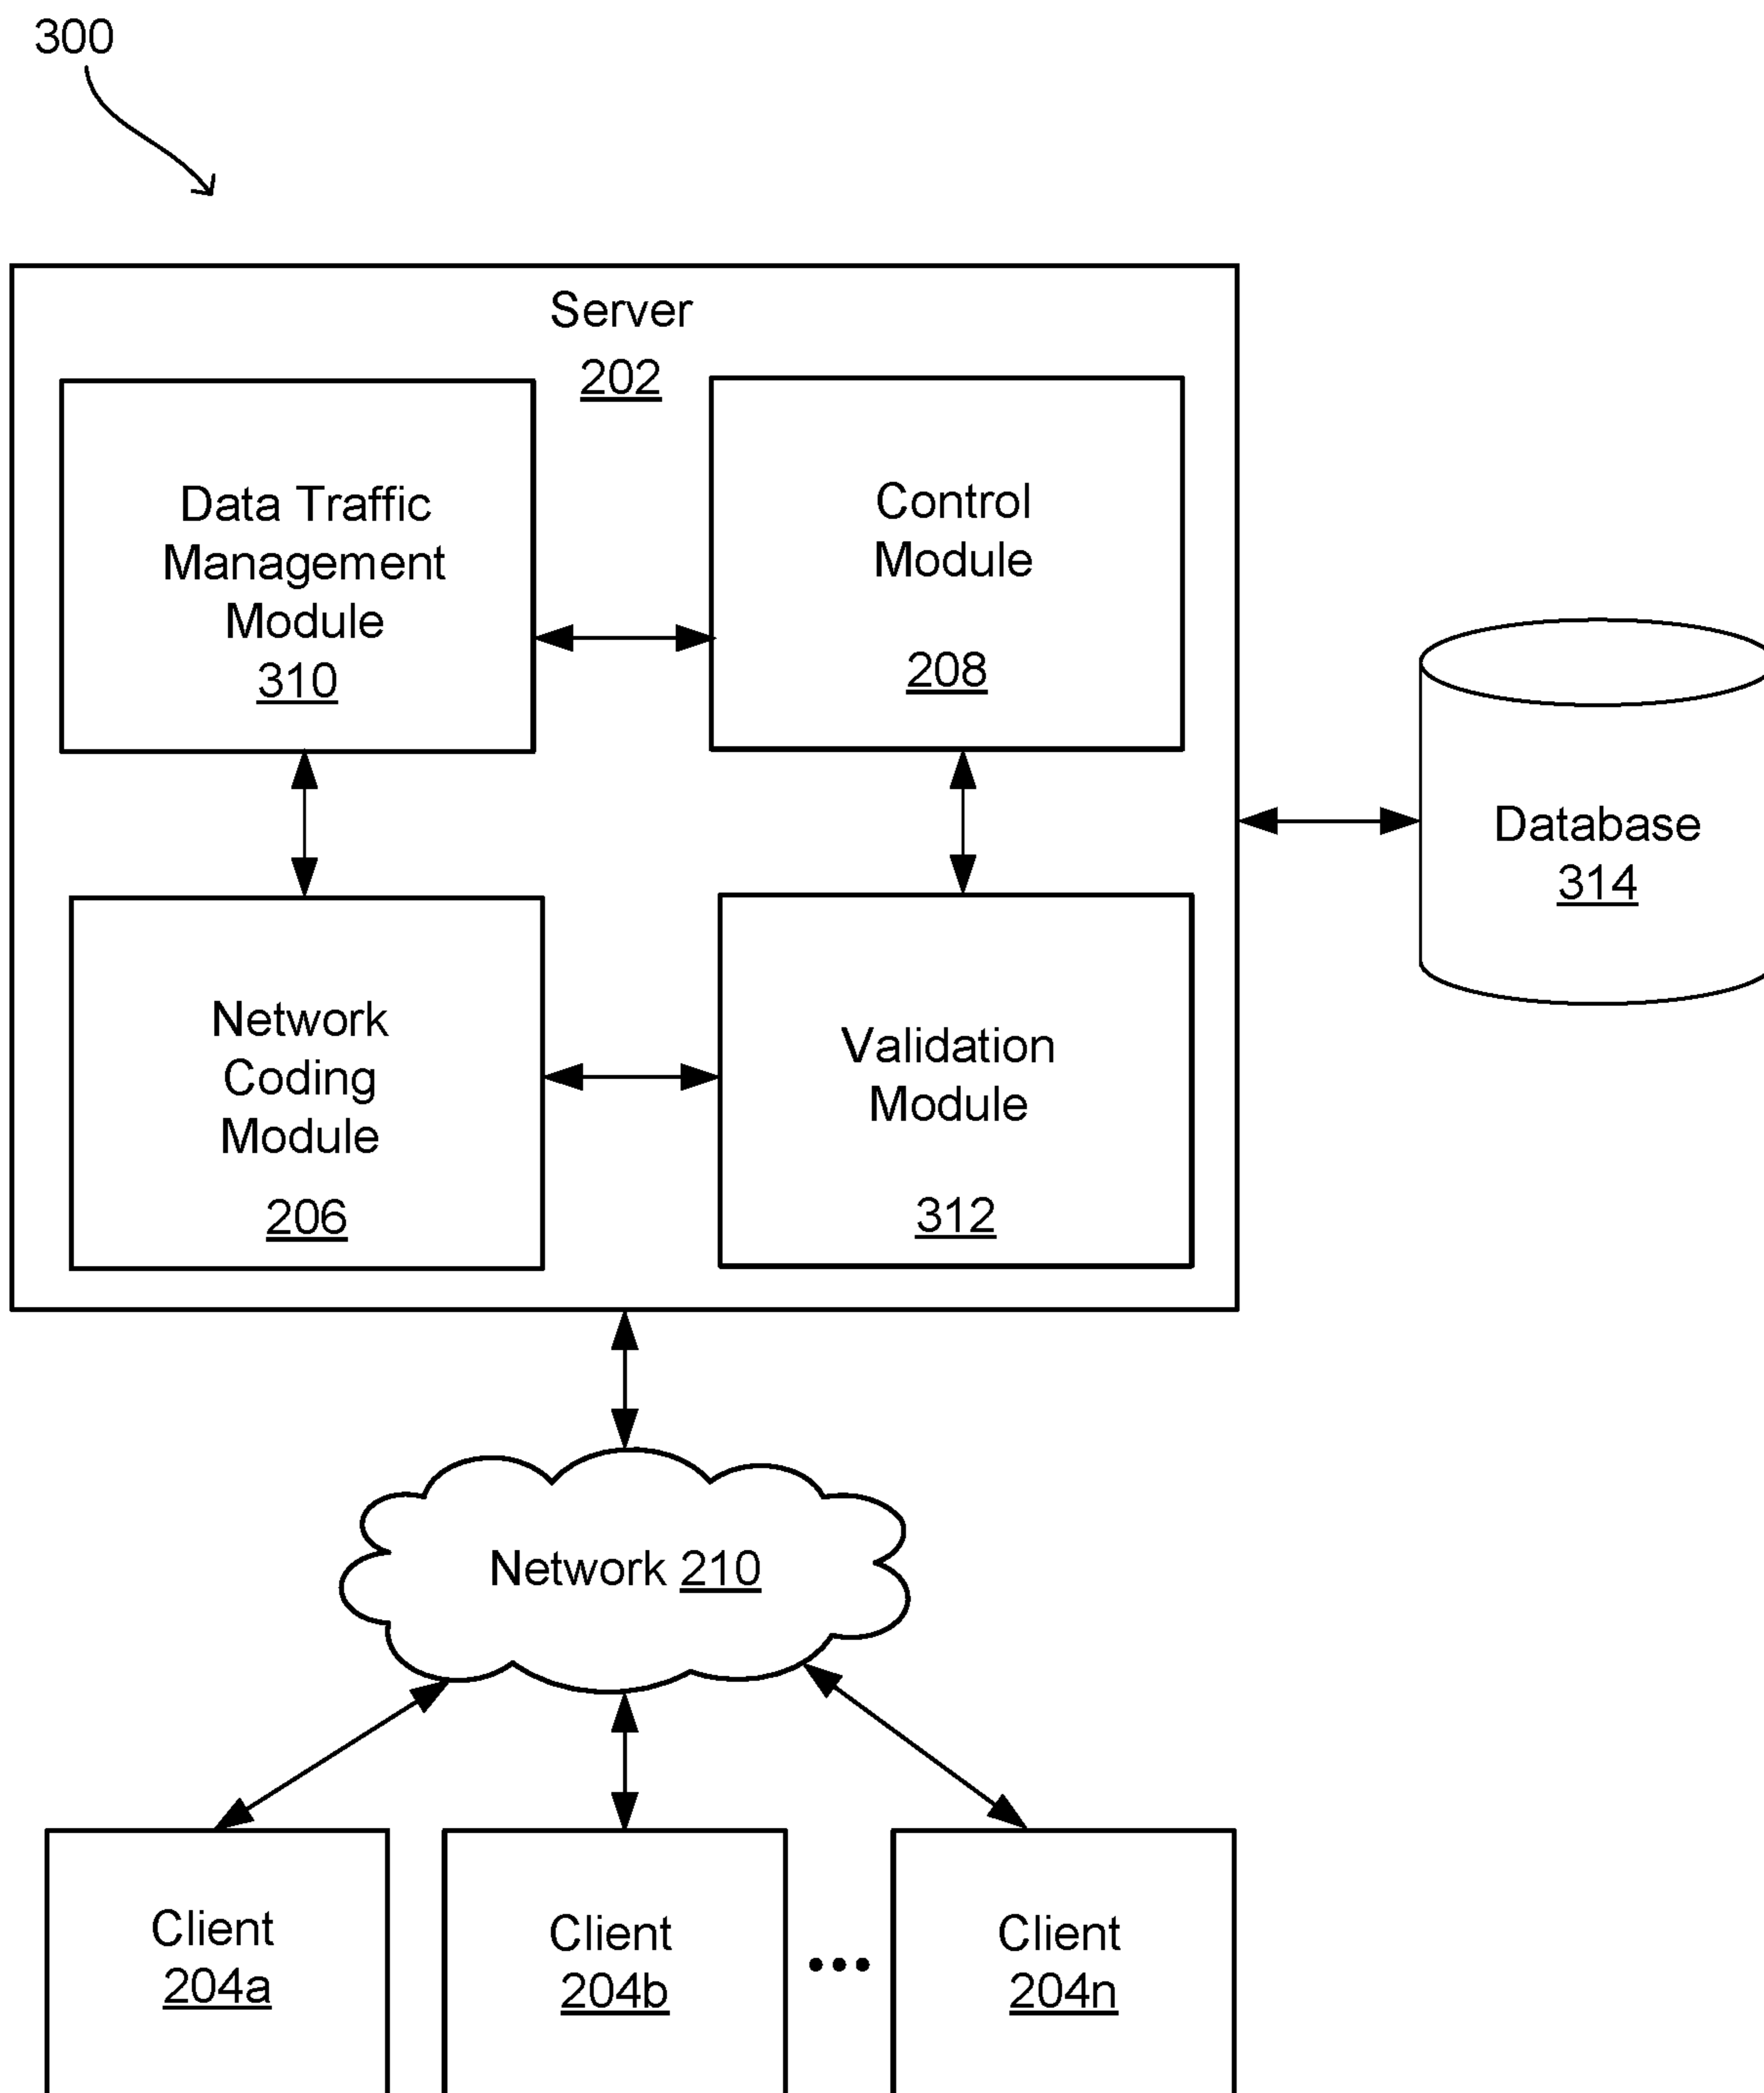 300
Server
202
Data Traffic
Management
Module
310
Control
Module
208
Database
314
Network
Coding
Module
206
Validation
Module
312
Network 210
Client
204a
Client
204b
•••
Client
204n